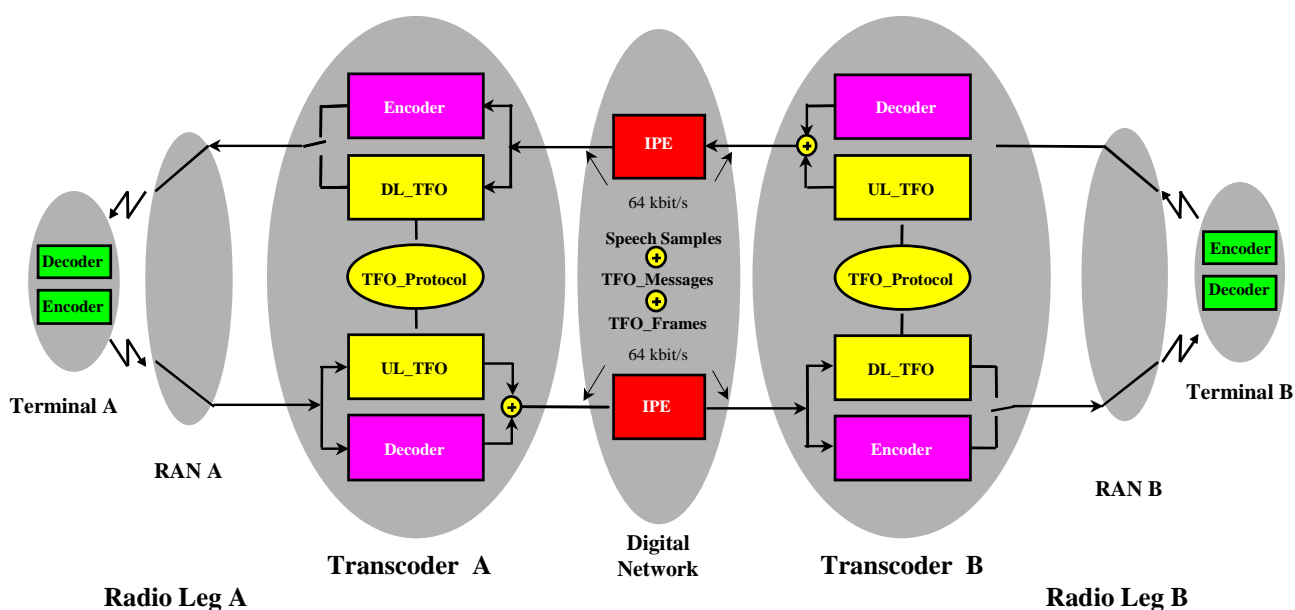 Encoder
Decoder
IPE
DL_TFO
UL_TFO
64 kbit/s
Speech Samples
+
TFO_Messages
+
TFO_Frames
64 kbit/s
+
Decoder
Encoder
TFO_Protocol
TFO_Protocol
Encoder
Decoder
UL_TFO
DL_TFO
Terminal A
Terminal B
+
IPE
Decoder
Encoder
RAN A
RAN B
Digital
Network
Transcoder A
Transcoder B
Radio Leg A
Radio Leg B